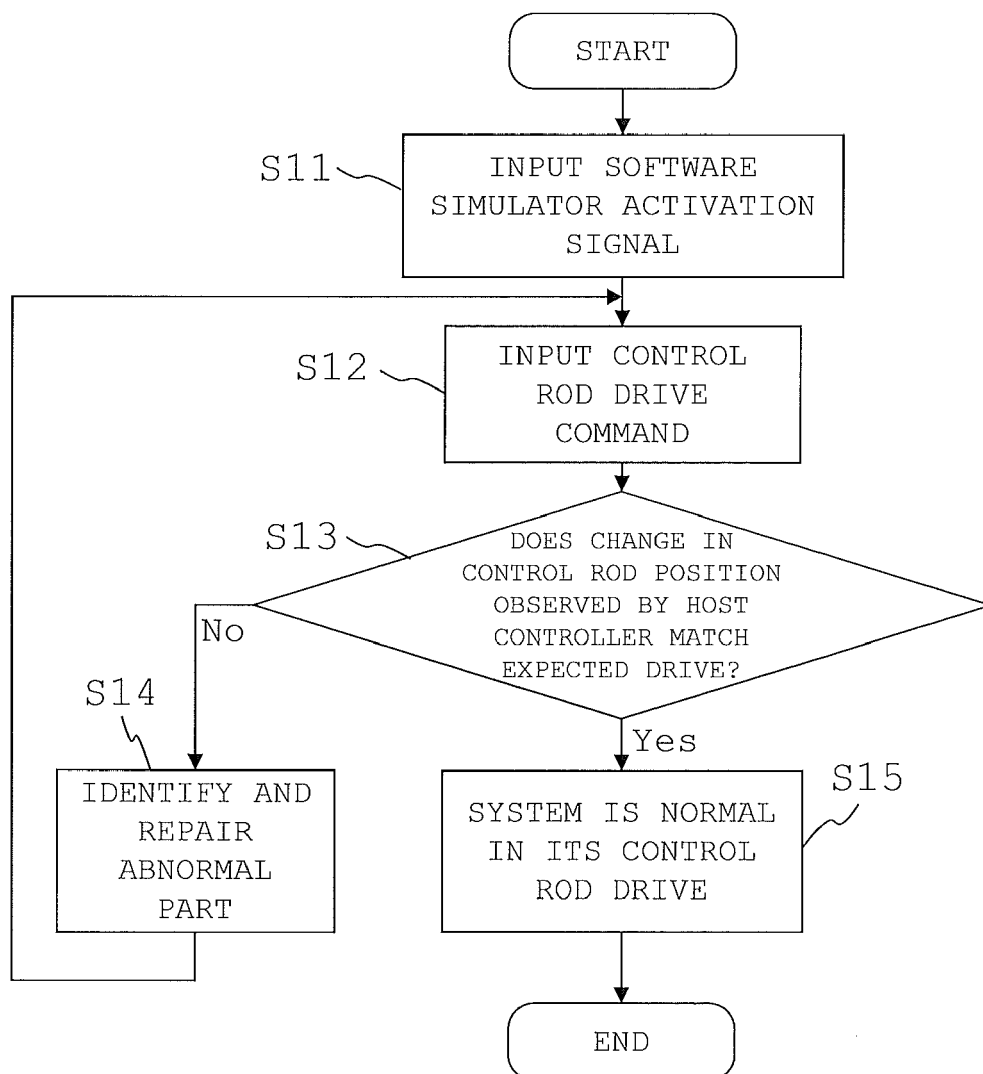 START
S11
INPUT SOFTWARE
SIMULATOR ACTIVATION
SIGNAL
S12
INPUT CONTROL
ROD DRIVE
COMMAND
S13
DOES CHANGE IN
CONTROL ROD POSITION
OBSERVED BY HOST
CONTROLLER MATCH
EXPECTED DRIVE?
No
Yes
S14
IDENTIFY AND
REPAIR
ABNORMAL
PART
S15
SYSTEM IS NORMAL
IN ITS CONTROL
ROD DRIVE
END